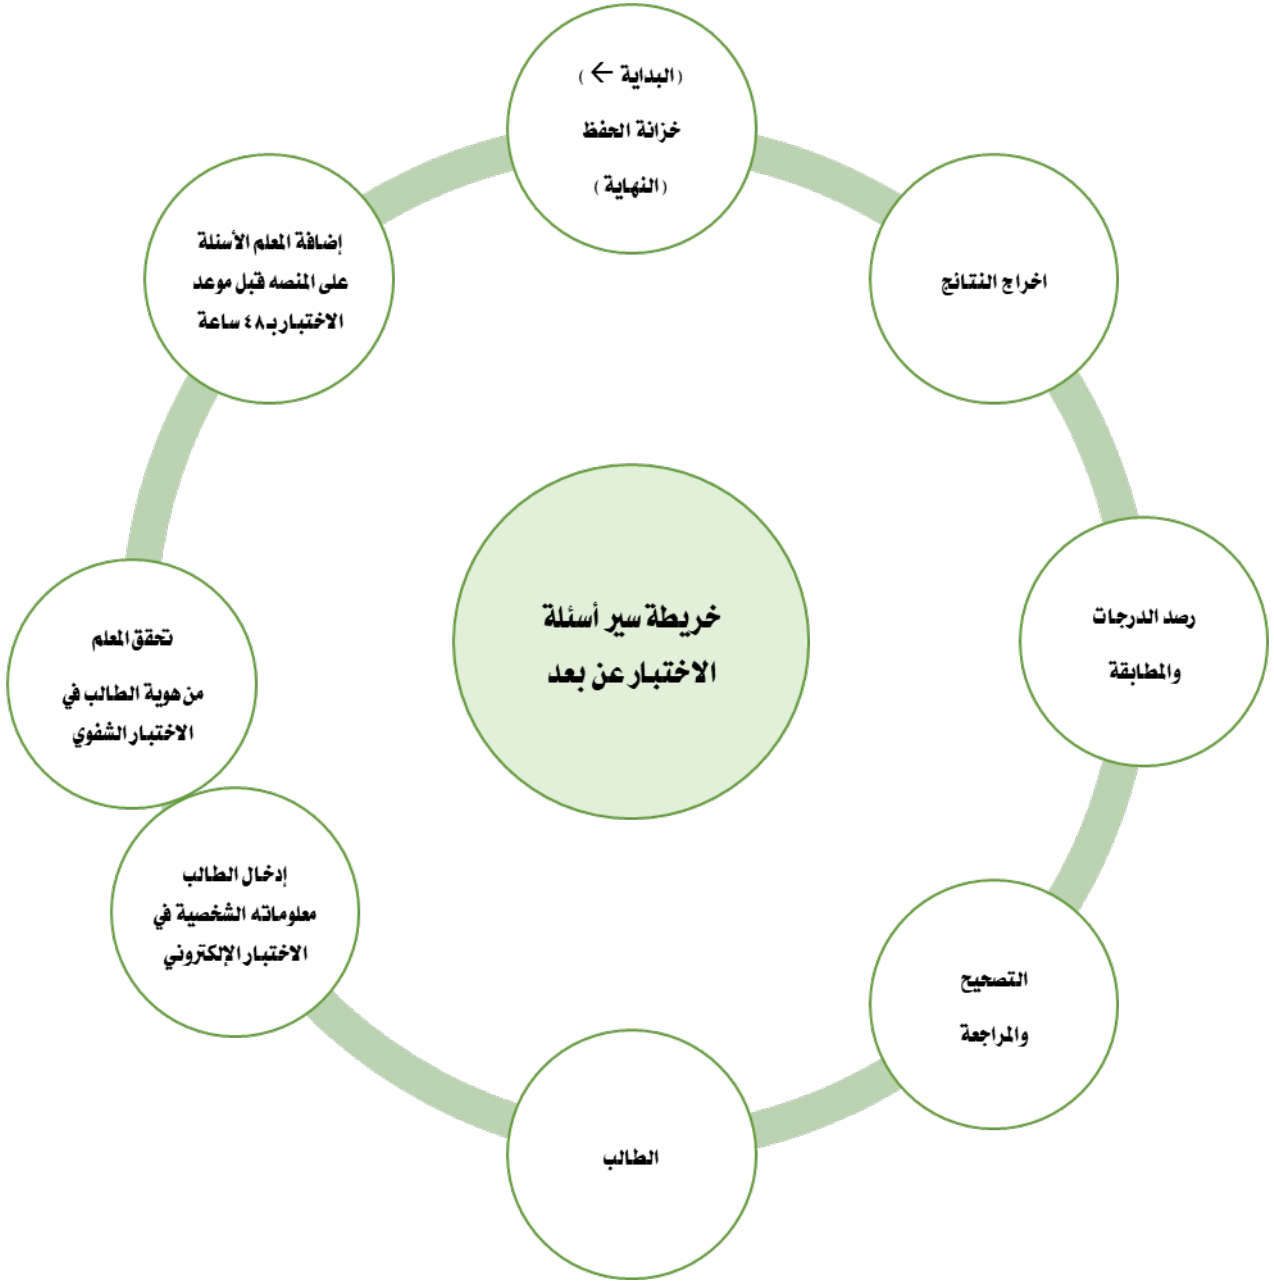 (البداية ← )
خزانة الحفظ
(النهاية)
إضافة المعلم الأسئلة
على المنصه قبل موعد
الاختبار بـ٤٨ ساعة
تحقق المعلم
من هوية الطالب في
الاختبار الشفوي
إدخال الطالب
معلوماته الشخصية في
الاختبار الإلكتروني
الطالب
التصحيح
والمراجعة
رصد الدرجات
والمطابقة
اخراج النتائج
خريطة سير أسئلة
الاختبار عن بعد